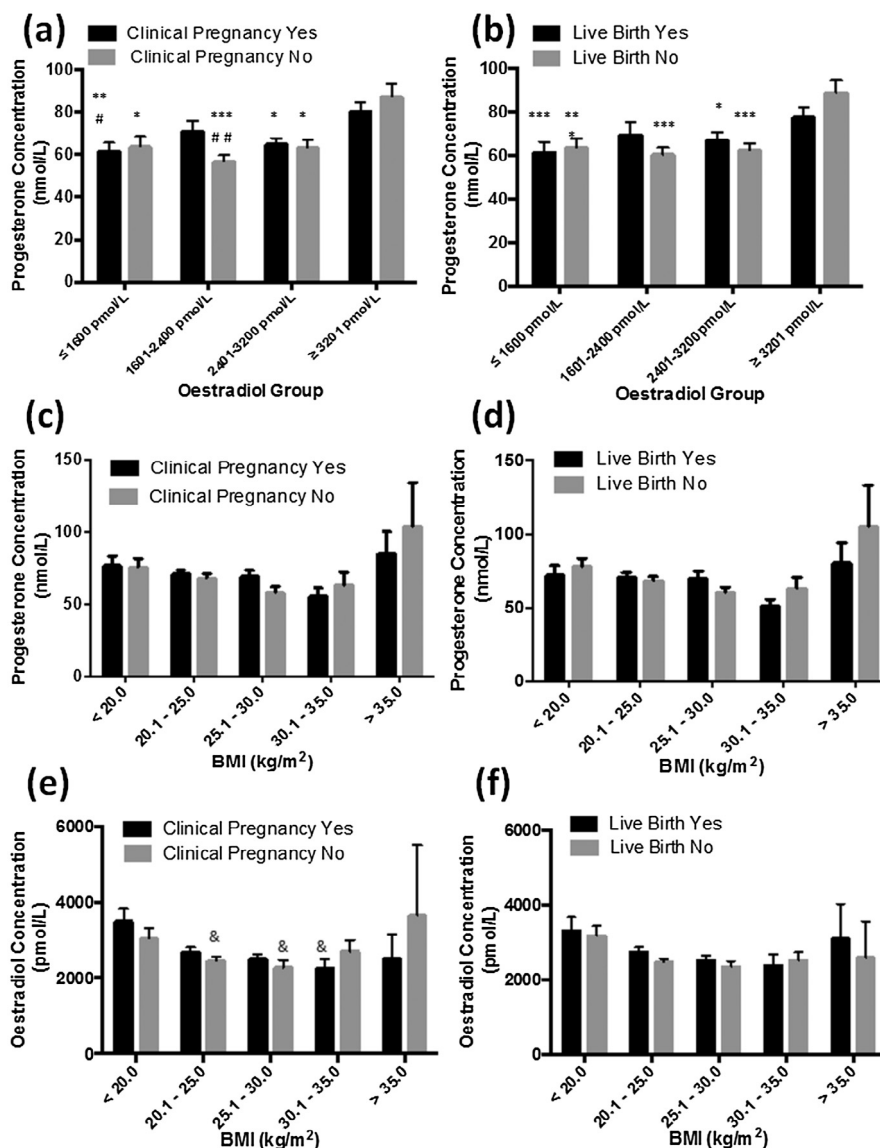 (a)
Clinical Pregnancy Yes
Clinical Pregnancy No
Progesterone Concentration
(nmol/L)
100
80
60
40
20
0
**
#
*
***
##
*
*
≤ 1600 pmol/L
1601-2400 pmol/L
2401-3200 pmol/L
≥ 3201 pmol/L
Oestradiol Group
(b)
Live Birth Yes
Live Birth No
Progesterone Concentration
(nmol/L)
100
80
60
40
20
0
***
**
*
***
*
***
≤ 1600 pmol/L
1601-2400 pmol/L
2401-3200 pmol/L
≥ 3201 pmol/L
Oestradiol Group
(c)
Clinical Pregnancy Yes
Clinical Pregnancy No
Progesterone Concentration
(nmol/L)
150
100
50
0
< 20.0
20.1 - 25.0
25.1 - 30.0
30.1 - 35.0
> 35.0
BMI (kg/m²)
(d)
Live Birth Yes
Live Birth No
Progesterone Concentration
(nmol/L)
150
100
50
0
< 20.0
20.1 - 25.0
25.1 - 30.0
30.1 - 35.0
> 35.0
BMI (kg/m²)
(e)
Clinical Pregnancy Yes
Clinical Pregnancy No
Oestradiol Concentration
(pmol/L)
6000
4000
2000
0
&
&
&
< 20.0
20.1 - 25.0
25.1 - 30.0
30.1 - 35.0
> 35.0
BMI (kg/m²)
(f)
Live Birth Yes
Live Birth No
Oestradiol Concentration
(pmol/L)
6000
4000
2000
0
< 20.0
20.1 - 25.0
25.1 - 30.0
30.1 - 35.0
> 35.0
BMI (kg/m²)